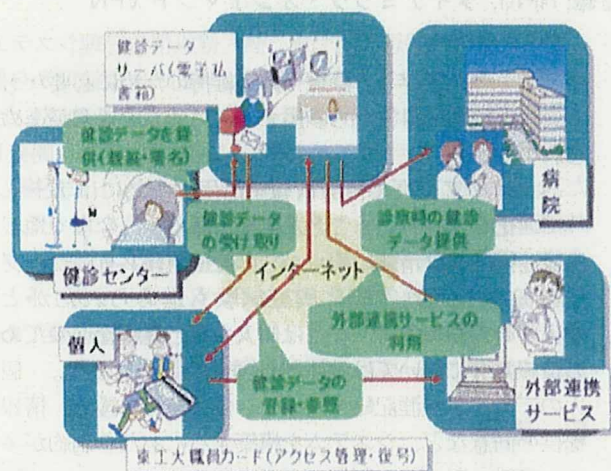 健診データ
サーバ(電子私
書箱)
健診データを提
供(暗号・署名)
病
院
健診データ
の受け取り
診療時の健診
データ提供
健診センター
インターネット
個人
外部連携サービスの
利用
健診データの
登録・参照
外部連携
サービス
東工大職員カード(アクセス管理・復号)